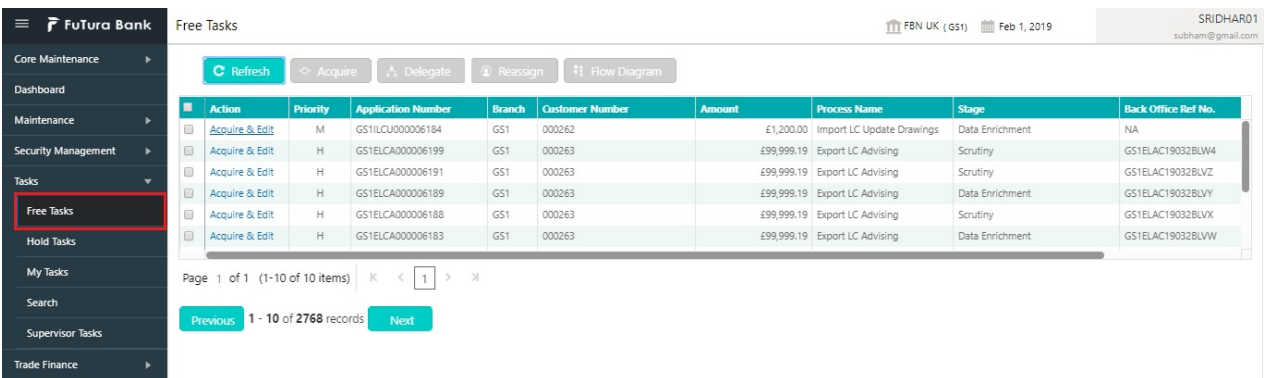 FuTura Bank
Free Tasks
FBN UK ( GS1)
Feb 1, 2019
SRIDHAR01
subham@gmail.com
Core Maintenance
Dashboard
Maintenance
Security Management
Tasks
Free Tasks
Hold Tasks
My Tasks
Search
Supervisor Tasks
Trade Finance
Refresh Acquire Delegate Reassign Flow Diagram
Action Priority Application Number Branch Customer Number Amount Process Name Stage Back Office Ref No.
Acquire & Edit M GS1ILCU000006184 GS1 000262 £1,200.00 Import LC Update Drawings Data Enrichment NA
Acquire & Edit H GS1ELCA000006199 GS1 000263 £99,999.19 Export LC Advising Scrutiny GS1ELAC19032BLW4
Acquire & Edit H GS1ELCA000006191 GS1 000263 £99,999.19 Export LC Advising Scrutiny GS1ELAC19032BLVZ
Acquire & Edit H GS1ELCA000006189 GS1 000263 £99,999.19 Export LC Advising Data Enrichment GS1ELAC19032BLVY
Acquire & Edit H GS1ELCA000006188 GS1 000263 £99,999.19 Export LC Advising Scrutiny GS1ELAC19032BLVX
Acquire & Edit H GS1ELCA000006183 GS1 000263 £99,999.19 Export LC Advising Data Enrichment GS1ELAC19032BLVW
Page 1 of 1 (1-10 of 10 items) 1
Previous 1 - 10 of 2768 records Next